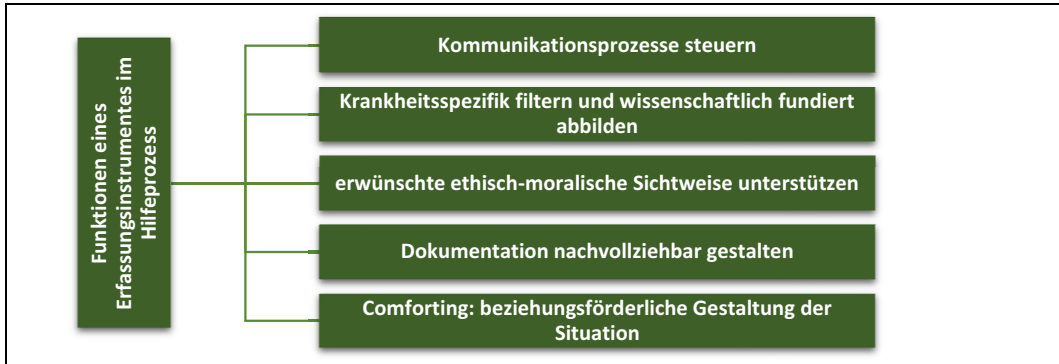 Funktionen eines
Erfassungsinstrumentes im
Hilfeprozess
Kommunikationsprozesse steuern
Krankheitsspezifik filtern und wissenschaftlich fundiert
abbilden
erwünschte ethisch-moralische Sichtweise unterstützen
Dokumentation nachvollziehbar gestalten
Comforting: beziehungsförderliche Gestaltung der
Situation